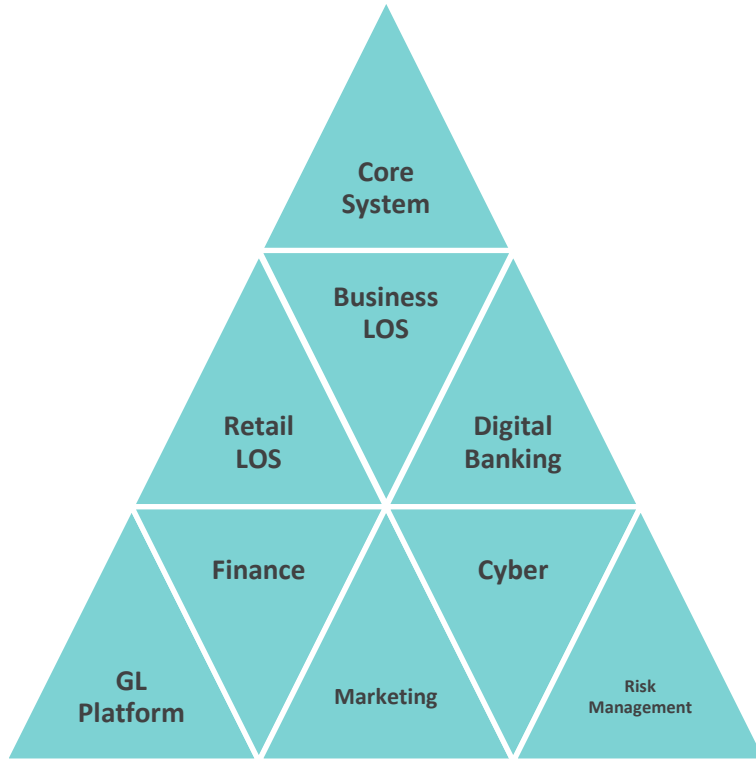 Core
System
Business
LOS
Retail
LOS
Digital
Banking
Finance
Cyber
GL
Platform
Marketing
Risk
Management